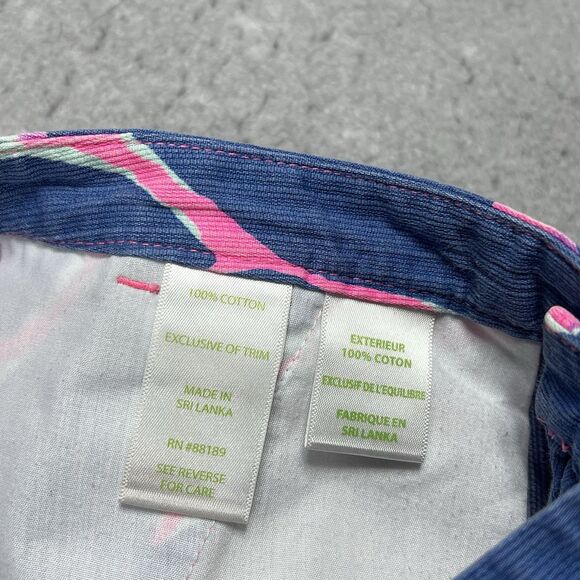 100% COTTON
EXCLUSIVE OF TRIM
MADE IN
SRI LANKA
RN #88189
SEE REVERSE
FOR CARE
EXTERIEUR
100% COTON
EXCLUSIF DE L'EQUILIBRE
FABRIQUE EN
SRI LANKA